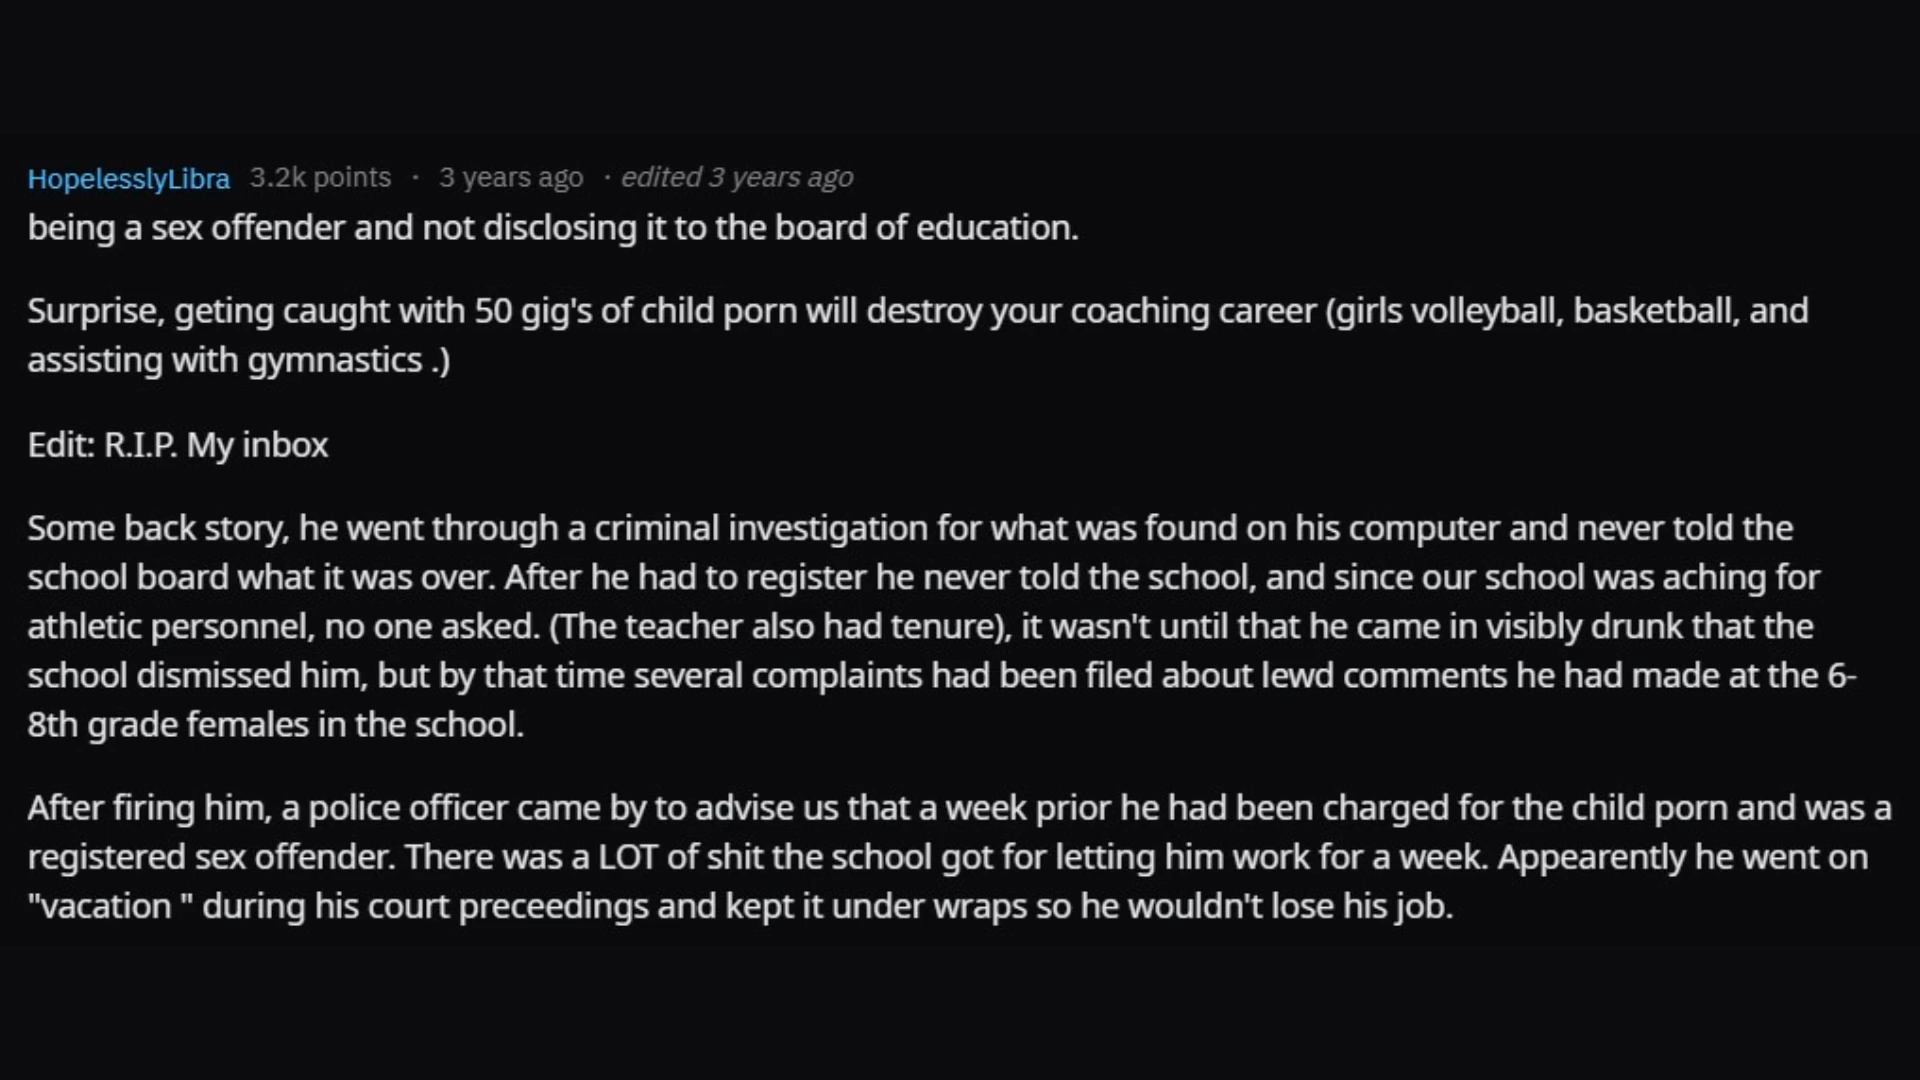 HopelesslyLibra 3.2k points · 3 years ago · edited 3 years ago
being a sex offender and not disclosing it to the board of education.
Surprise, geting caught with 50 gig's of child porn will destroy your coaching career (girls volleyball, basketball, and
assisting with gymnastics .)
Edit: R.I.P. My inbox
Some back story, he went through a criminal investigation for what was found on his computer and never told the
school board what it was over. After he had to register he never told the school, and since our school was aching for
athletic personnel, no one asked. (The teacher also had tenure), it wasn't until that he came in visibly drunk that the
school dismissed him, but by that time several complaints had been filed about lewd comments he had made at the 6-
8th grade females in the school.
After firing him, a police officer came by to advise us that a week prior he had been charged for the child porn and was a
registered sex offender. There was a LOT of shit the school got for letting him work for a week. Appearently he went on
"vacation " during his court preceedings and kept it under wraps so he wouldn't lose his job.